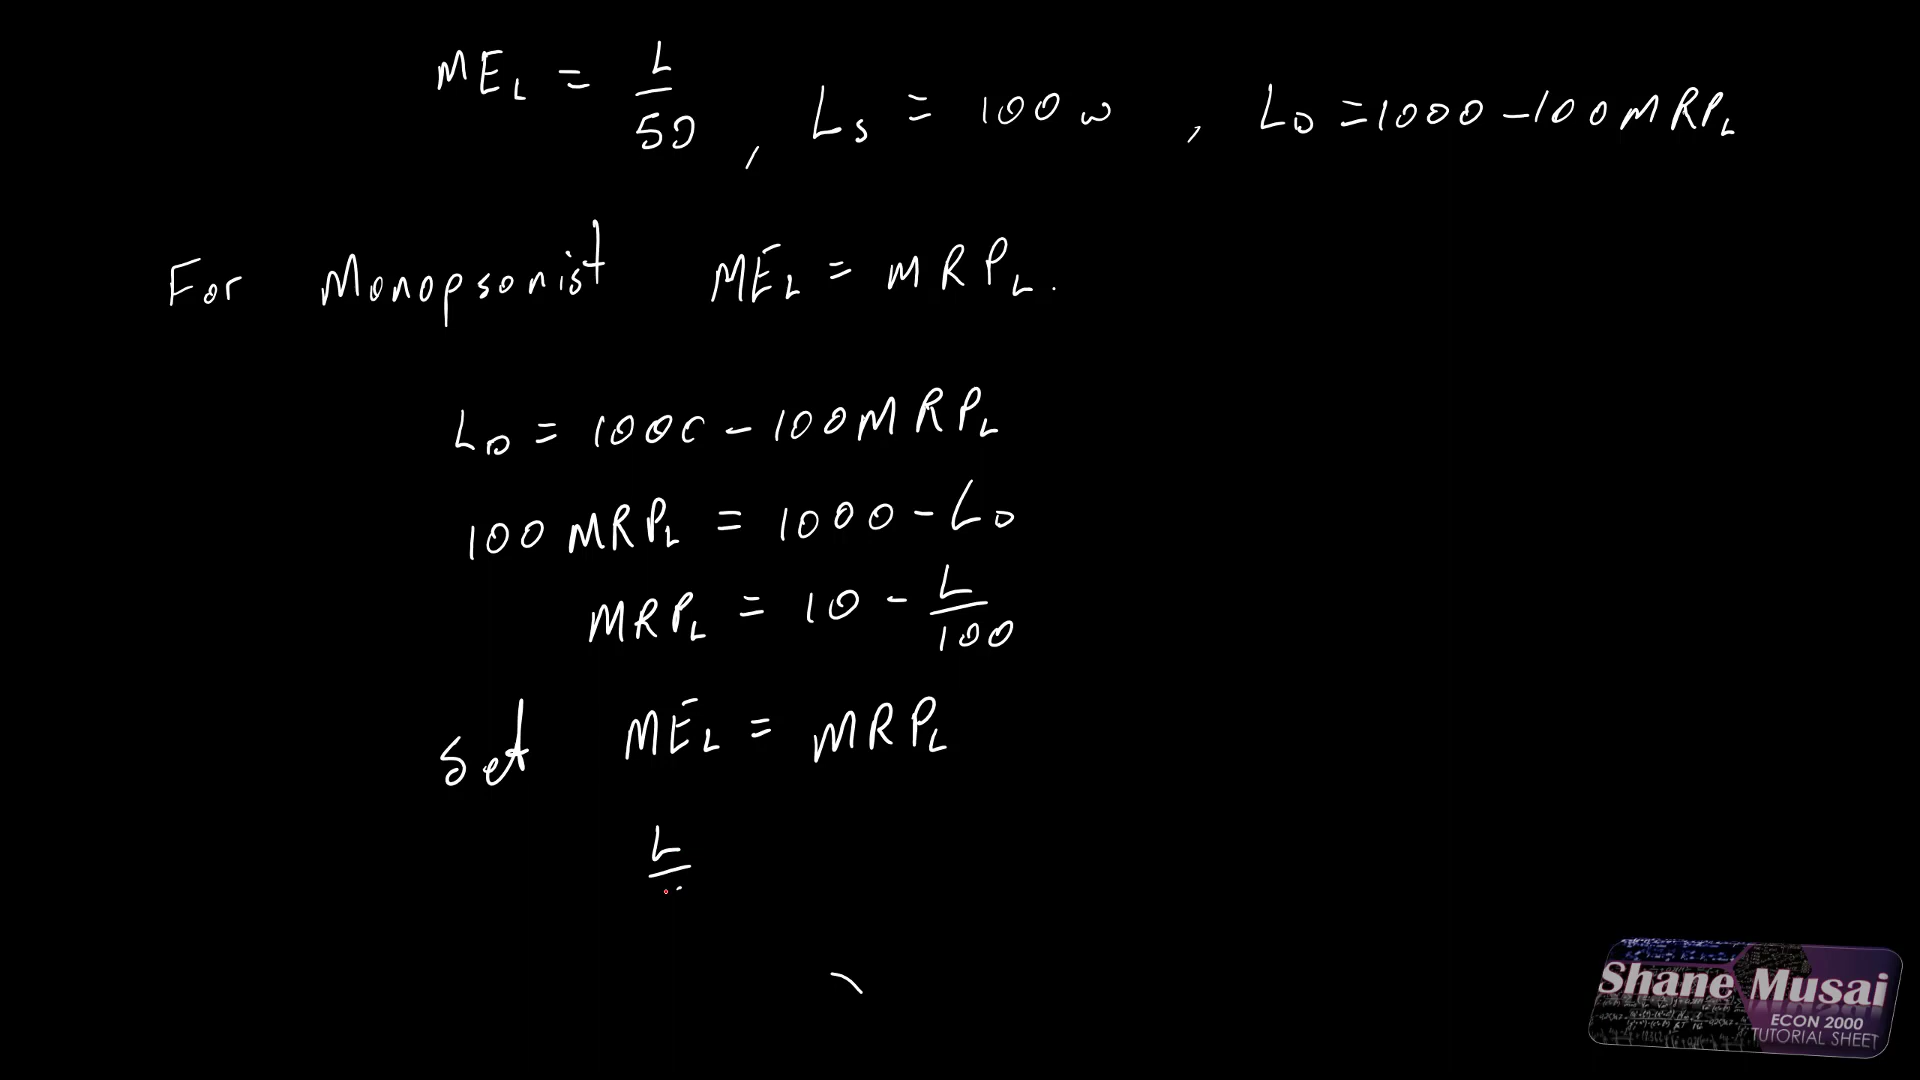 ME_L = L/50 , L_S = 100w , L_D = 1000 - 100MRP_L
For Monopsonist ME_L = MRP_L.
L_D = 100C - 100MRP_L
100MRP_L = 1000 - L_D
MRP_L = 10 - L/100
Set ME_L = MRP_L
L
Shane Musai
ECON 2000
TUTORIAL SHEET